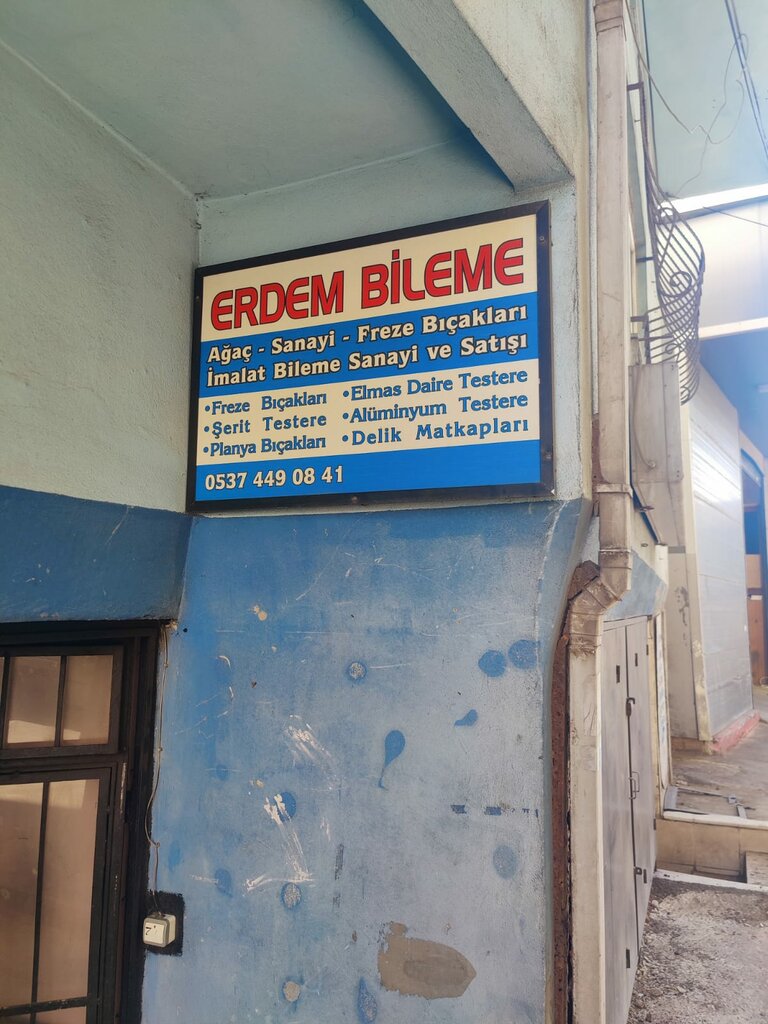 ERDEM BİLEME
Ağaç - Sanayi - Freze Bıçakları
İmalat Bileme Sanayi ve Satışı
•Freze Bıçakları •Elmas Daire Testere
•Şerit Testere •Alüminyum Testere
•Planya Bıçakları •Delik Matkapları
0537 449 08 41